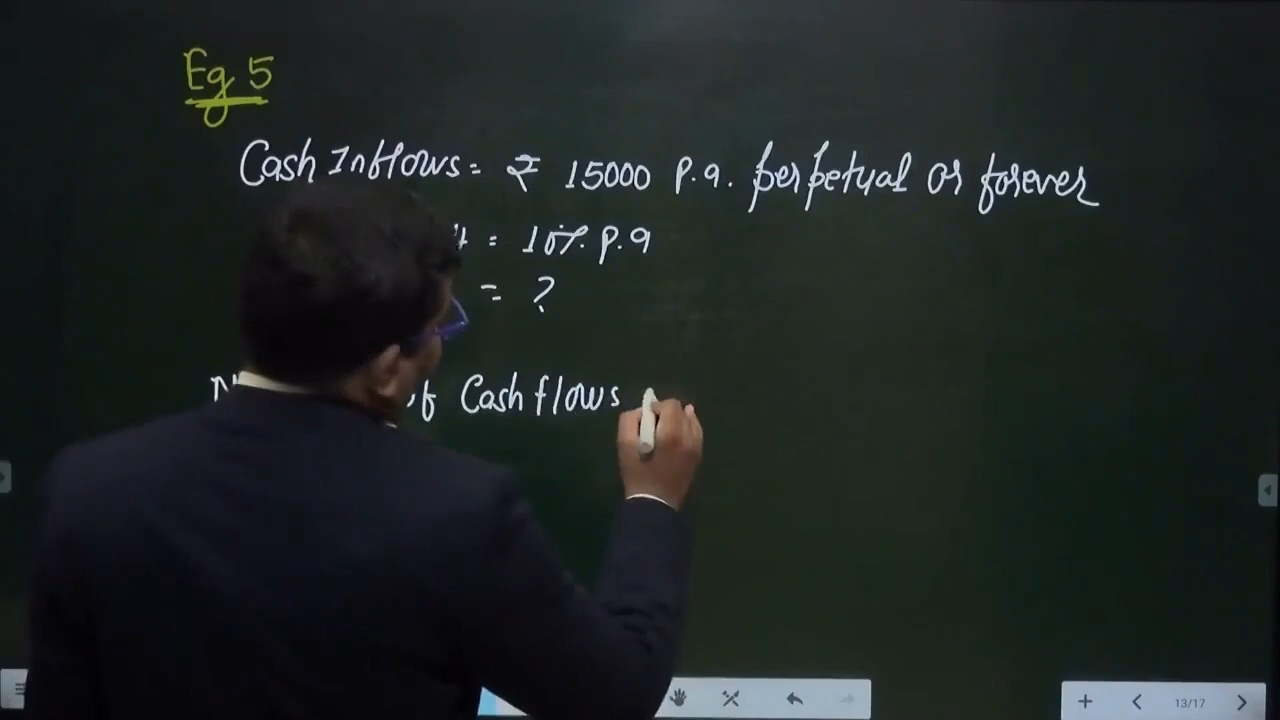 Eg 5
Cash Inflows = ₹ 15000 P.a. perpetual or forever
= 10% P.a
= ?
of Cash flows
13/17